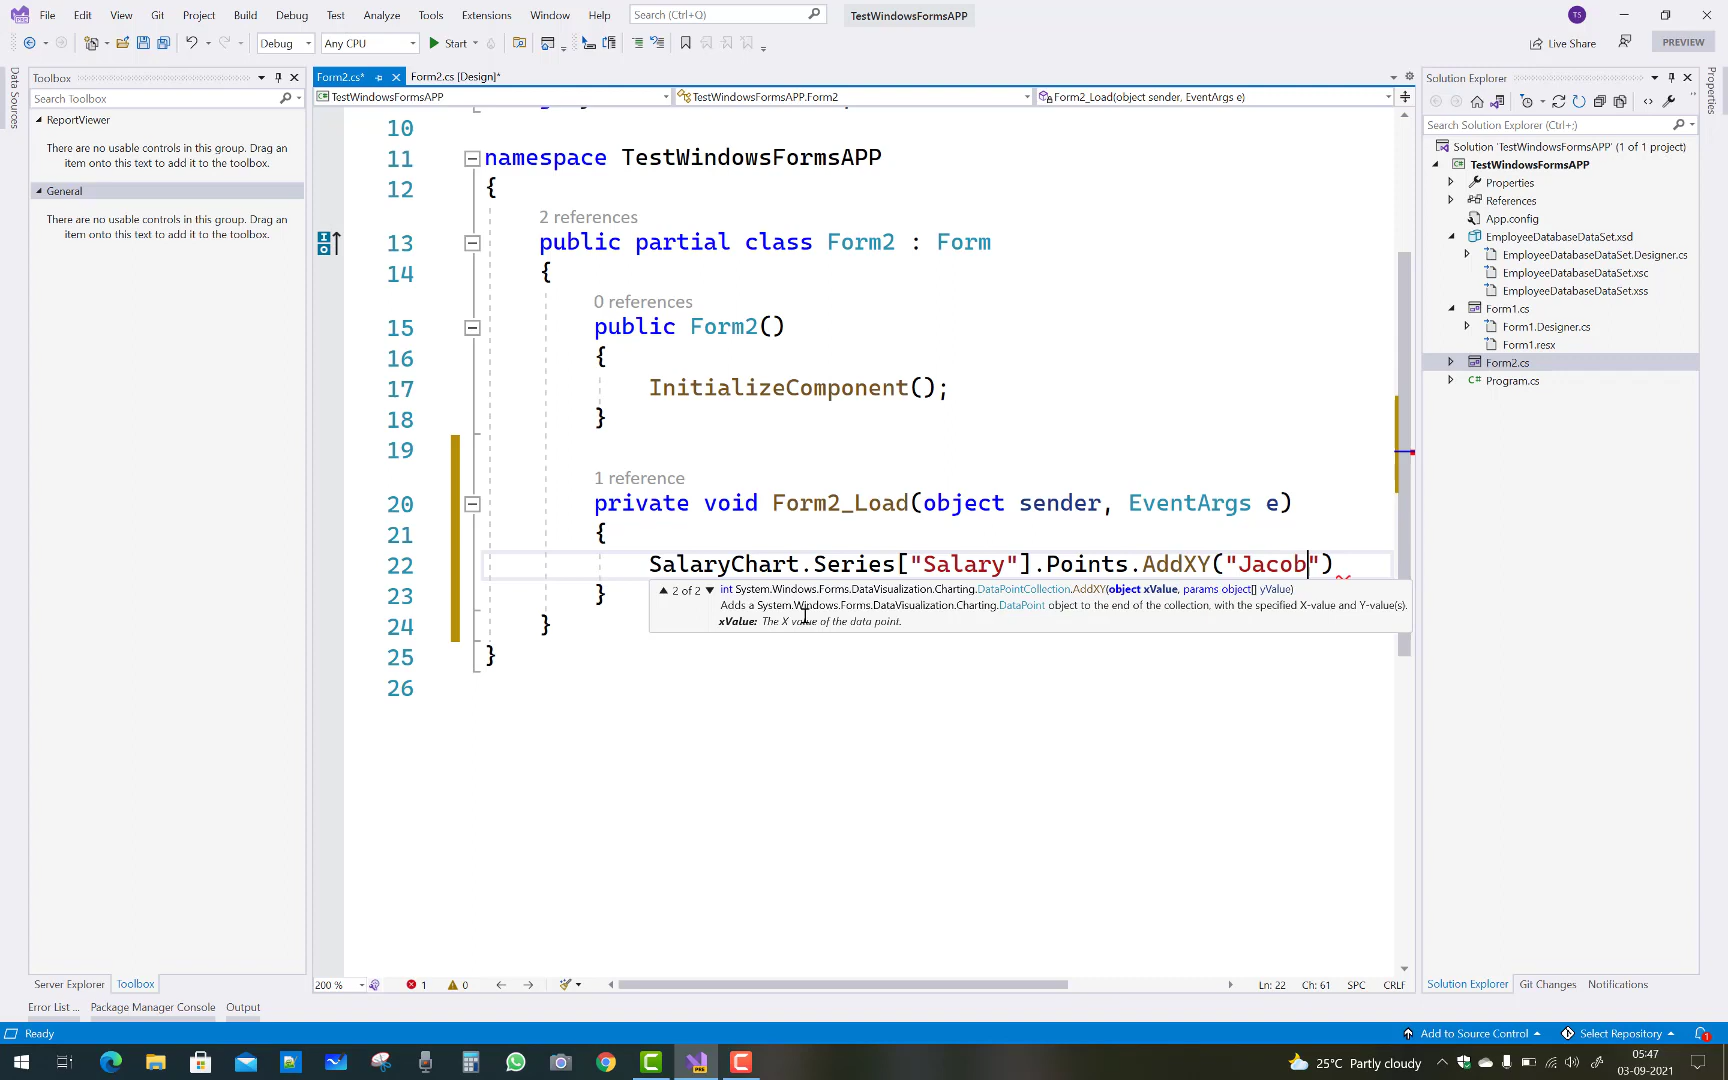 File Edit View Git Project Build Debug Test Analyze Tools Extensions Window Help Search (Ctrl+Q) TestWindowsFormsAPP TS
Debug Any CPU Start Live Share PREVIEW
Data Sources
Toolbox
Search Toolbox
ReportViewer
There are no usable controls in this group. Drag an
item onto this text to add it to the toolbox.
General
There are no usable controls in this group. Drag an
item onto this text to add it to the toolbox.
Server Explorer Toolbox
Form2.cs* Form2.cs [Design]*
TestWindowsFormsAPP TestWindowsFormsAPP.Form2 Form2_Load(object sender, EventArgs e)
10
11 namespace TestWindowsFormsAPP
12 {
2 references
13 public partial class Form2 : Form
14 {
0 references
15 public Form2()
16 {
17 InitializeComponent();
18 }
19
1 reference
20 private void Form2_Load(object sender, EventArgs e)
21 {
22 SalaryChart.Series["Salary"].Points.AddXY("Jacob")
2 of 2 int System.Windows.Forms.DataVisualization.Charting.DataPointCollection.AddXY(object xValue, params object[] yValue)
Adds a System.Windows.Forms.DataVisualization.Charting.DataPoint object to the end of the collection, with the specified X-value and Y-value(s).
xValue: The X value of the data point.
23 }
24 }
25 }
26
200 % 1 0 Ln: 22 Ch: 61 SPC CRLF
Solution Explorer
Search Solution Explorer (Ctrl+;)
Solution 'TestWindowsFormsAPP' (1 of 1 project)
TestWindowsFormsAPP
Properties
References
App.config
EmployeeDatabaseDataSet.xsd
EmployeeDatabaseDataSet.Designer.cs
EmployeeDatabaseDataSet.xsc
EmployeeDatabaseDataSet.xss
Form1.cs
Form1.Designer.cs
Form1.resx
Form2.cs
Program.cs
Solution Explorer Git Changes Notifications
Properties
Error List ... Package Manager Console Output
Ready Add to Source Control Select Repository 1
25°C Partly cloudy 05:47
03-09-2021